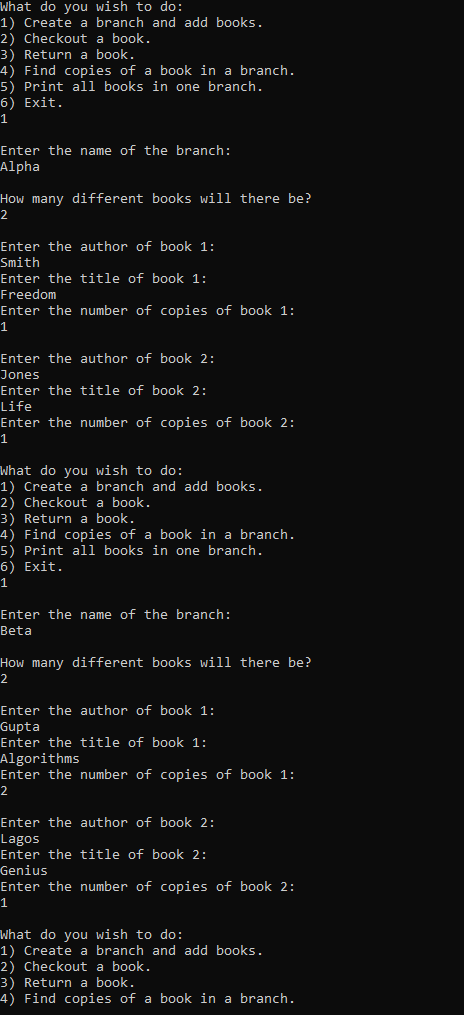 What do you wish to do:
1) Create a branch and add books.
2) Checkout a book.
3) Return a book.
4) Find copies of a book in a branch.
5) Print all books in one branch.
6) Exit.
1
Enter the name of the branch:
Alpha
How many different books will there be?
2
Enter the author of book 1:
Smith
Enter the title of book 1:
Freedom
Enter the number of copies of book 1:
1
Enter the author of book 2:
Jones
Enter the title of book 2:
Life
Enter the number of copies of book 2:
1
What do you wish to do:
1) Create a branch and add books.
2) Checkout a book.
3) Return a book.
4) Find copies of a book in a branch.
5) Print all books in one branch.
6) Exit.
1
Enter the name of the branch:
Beta
How many different books will there be?
2
Enter the author of book 1:
Gupta
Enter the title of book 1:
Algorithms
Enter the number of copies of book 1:
2
Enter the author of book 2:
Lagos
Enter the title of book 2:
Genius
Enter the number of copies of book 2:
1
What do you wish to do:
1) Create a branch and add books.
2) Checkout a book.
3) Return a book.
4) Find copies of a book in a branch.